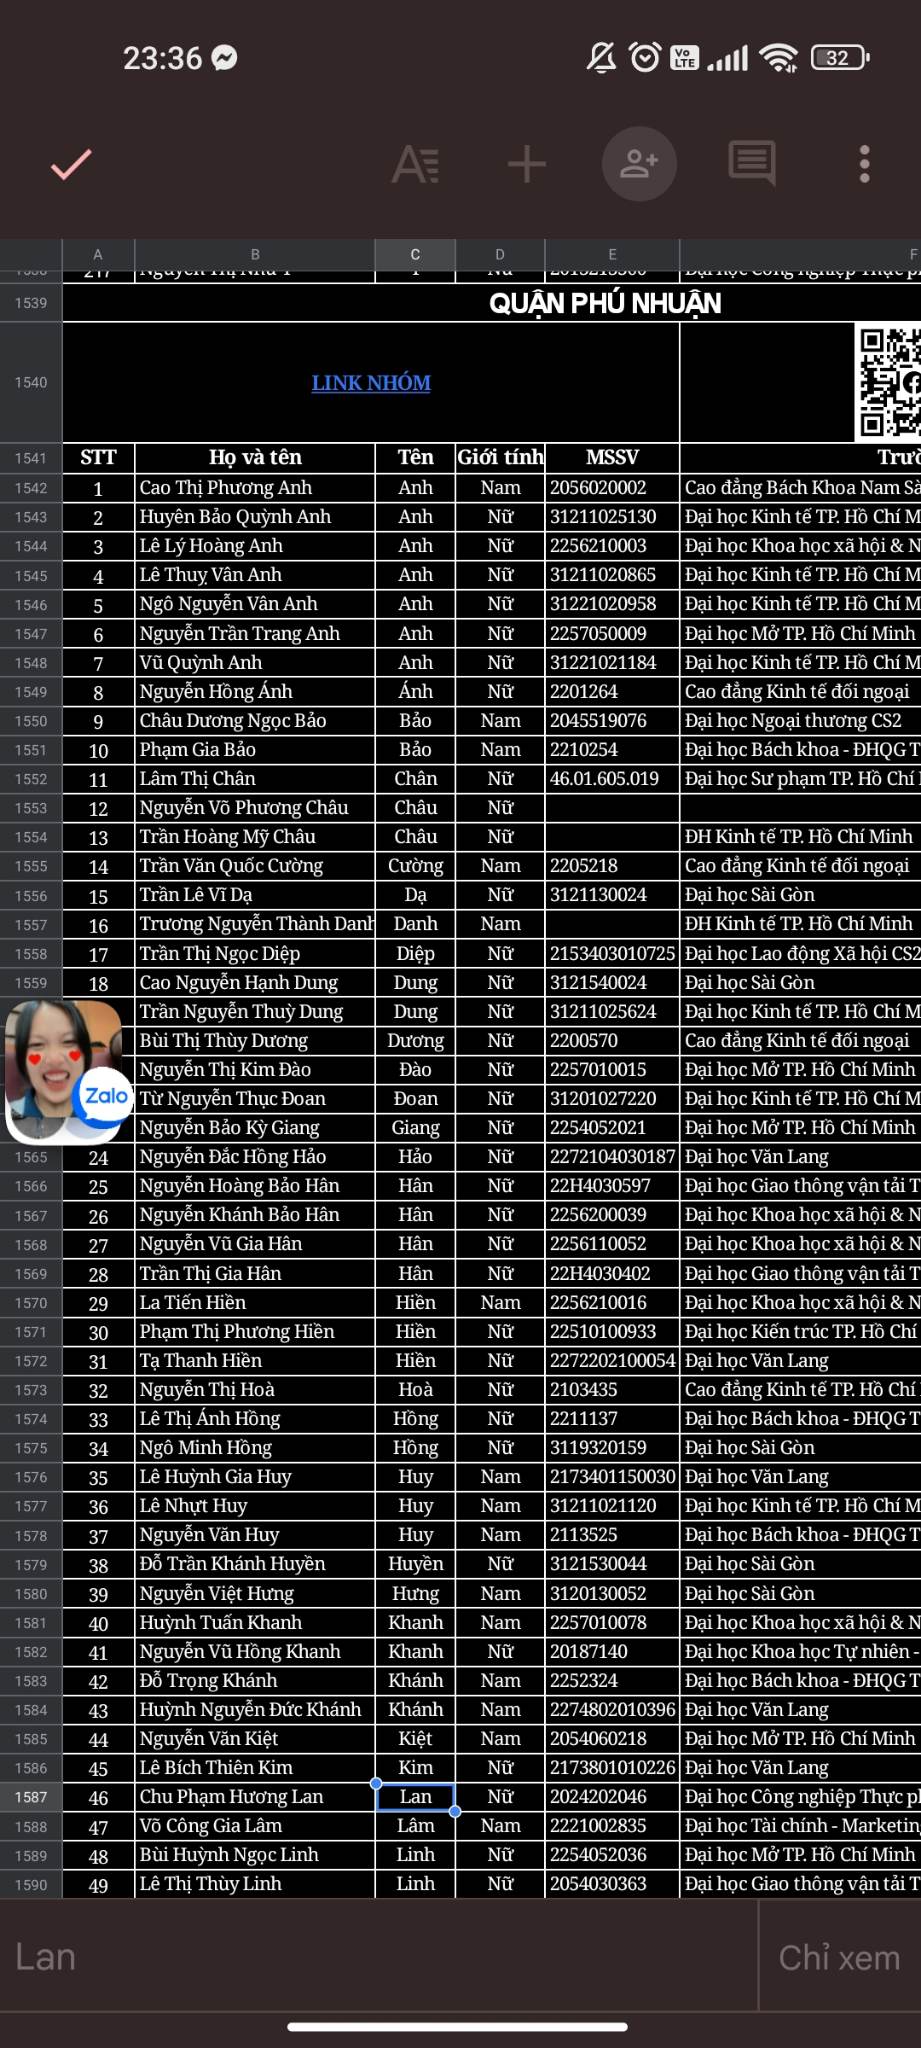 23:36
Vo LTE
32
A B C D E F
1539 QUẬN PHÚ NHUẬN
1540 LINK NHÓM
1541 STT Họ và tên Tên Giới tính MSSV
1542 1 Cao Thị Phương Anh Anh Nam 2056020002 Cao đẳng Bách Khoa Nam
1543 2 Huyên Bảo Quỳnh Anh Anh Nữ 31211025130 Đại học Kinh tế TP. Hồ Chí
1544 3 Lê Lý Hoàng Anh Anh Nữ 2256210003 Đại học Khoa học xã hội &
1545 4 Lê Thuỵ Vân Anh Anh Nữ 31211020865 Đại học Kinh tế TP. Hồ Chí
1546 5 Ngô Nguyễn Vân Anh Anh Nữ 31221020958 Đại học Kinh tế TP. Hồ Chí
1547 6 Nguyễn Trần Trang Anh Anh Nữ 2257050009 Đại học Mở TP. Hồ Chí Minh
1548 7 Vũ Quỳnh Anh Anh Nữ 31221021184 Đại học Kinh tế TP. Hồ Chí
1549 8 Nguyễn Hồng Ánh Ánh Nữ 2201264 Cao đẳng Kinh tế đối ngoại
1550 9 Châu Dương Ngọc Bảo Bảo Nam 2045519076 Đại học Ngoại thương CS2
1551 10 Phạm Gia Bảo Bảo Nam 2210254 Đại học Bách khoa - ĐHQG
1552 11 Lâm Thị Chân Chân Nữ 46.01.605.019 Đại học Sư phạm TP. Hồ Chí
1553 12 Nguyễn Võ Phương Châu Châu Nữ
1554 13 Trần Hoàng Mỹ Châu Châu Nữ ĐH Kinh tế TP. Hồ Chí Minh
1555 14 Trần Văn Quốc Cường Cường Nam 2205218 Cao đẳng Kinh tế đối ngoại
1556 15 Trần Lê Vĩ Dạ Dạ Nữ 3121130024 Đại học Sài Gòn
1557 16 Trương Nguyễn Thành Danh Danh Nam ĐH Kinh tế TP. Hồ Chí Minh
1558 17 Trần Thị Ngọc Diệp Diệp Nữ 2153403010725 Đại học Lao động Xã hội CS2
1559 18 Cao Nguyễn Hạnh Dung Dung Nữ 3121540024 Đại học Sài Gòn
Trần Nguyễn Thuỳ Dung Dung Nữ 31211025624 Đại học Kinh tế TP. Hồ Chí
Bùi Thị Thùy Dương Dương Nữ 2200570 Cao đẳng Kinh tế đối ngoại
Nguyễn Thị Kim Đào Đào Nữ 2257010015 Đại học Mở TP. Hồ Chí Minh
Zalo
Từ Nguyễn Thục Đoan Đoan Nữ 31201027220 Đại học Kinh tế TP. Hồ Chí
Nguyễn Bảo Kỳ Giang Giang Nữ 2254052021 Đại học Mở TP. Hồ Chí Minh
1565 24 Nguyễn Đắc Hồng Hảo Hảo Nữ 2272104030187 Đại học Văn Lang
1566 25 Nguyễn Hoàng Bảo Hân Hân Nữ 22H4030597 Đại học Giao thông vận tải
1567 26 Nguyễn Khánh Bảo Hân Hân Nữ 2256200039 Đại học Khoa học xã hội &
1568 27 Nguyễn Vũ Gia Hân Hân Nữ 2256110052 Đại học Khoa học xã hội &
1569 28 Trần Thị Gia Hân Hân Nữ 22H4030402 Đại học Giao thông vận tải
1570 29 La Tiến Hiền Hiền Nam 2256210016 Đại học Khoa học xã hội &
1571 30 Phạm Thị Phương Hiền Hiền Nữ 22510100933 Đại học Kiến trúc TP. Hồ Chí
1572 31 Tạ Thanh Hiền Hiền Nữ 2272202100054 Đại học Văn Lang
1573 32 Nguyễn Thị Hoà Hoà Nữ 2103435 Cao đẳng Kinh tế TP. Hồ Chí
1574 33 Lê Thị Ánh Hồng Hồng Nữ 2211137 Đại học Bách khoa - ĐHQG
1575 34 Ngô Minh Hồng Hồng Nữ 3119320159 Đại học Sài Gòn
1576 35 Lê Huỳnh Gia Huy Huy Nam 2173401150030 Đại học Văn Lang
1577 36 Lê Nhựt Huy Huy Nam 31211021120 Đại học Kinh tế TP. Hồ Chí
1578 37 Nguyễn Văn Huy Huy Nam 2113525 Đại học Bách khoa - ĐHQG
1579 38 Đỗ Trần Khánh Huyền Huyền Nữ 3121530044 Đại học Sài Gòn
1580 39 Nguyễn Việt Hưng Hưng Nam 3120130052 Đại học Sài Gòn
1581 40 Huỳnh Tuấn Khanh Khanh Nam 2257010078 Đại học Khoa học xã hội &
1582 41 Nguyễn Vũ Hồng Khanh Khanh Nữ 20187140 Đại học Khoa học Tự nhiên -
1583 42 Đỗ Trọng Khánh Khánh Nam 2252324 Đại học Bách khoa - ĐHQG
1584 43 Huỳnh Nguyễn Đức Khánh Khánh Nam 2274802010396 Đại học Văn Lang
1585 44 Nguyễn Văn Kiệt Kiệt Nam 2054060218 Đại học Mở TP. Hồ Chí Minh
1586 45 Lê Bích Thiên Kim Kim Nữ 2173801010226 Đại học Văn Lang
1587 46 Chu Phạm Hương Lan Lan Nữ 2024202046 Đại học Công nghiệp Thực
1588 47 Võ Công Gia Lâm Lâm Nam 2221002835 Đại học Tài chính - Marketing
1589 48 Bùi Huỳnh Ngọc Linh Linh Nữ 2254052036 Đại học Mở TP. Hồ Chí Minh
1590 49 Lê Thị Thùy Linh Linh Nữ 2054030363 Đại học Giao thông vận tải
Lan Chỉ xem